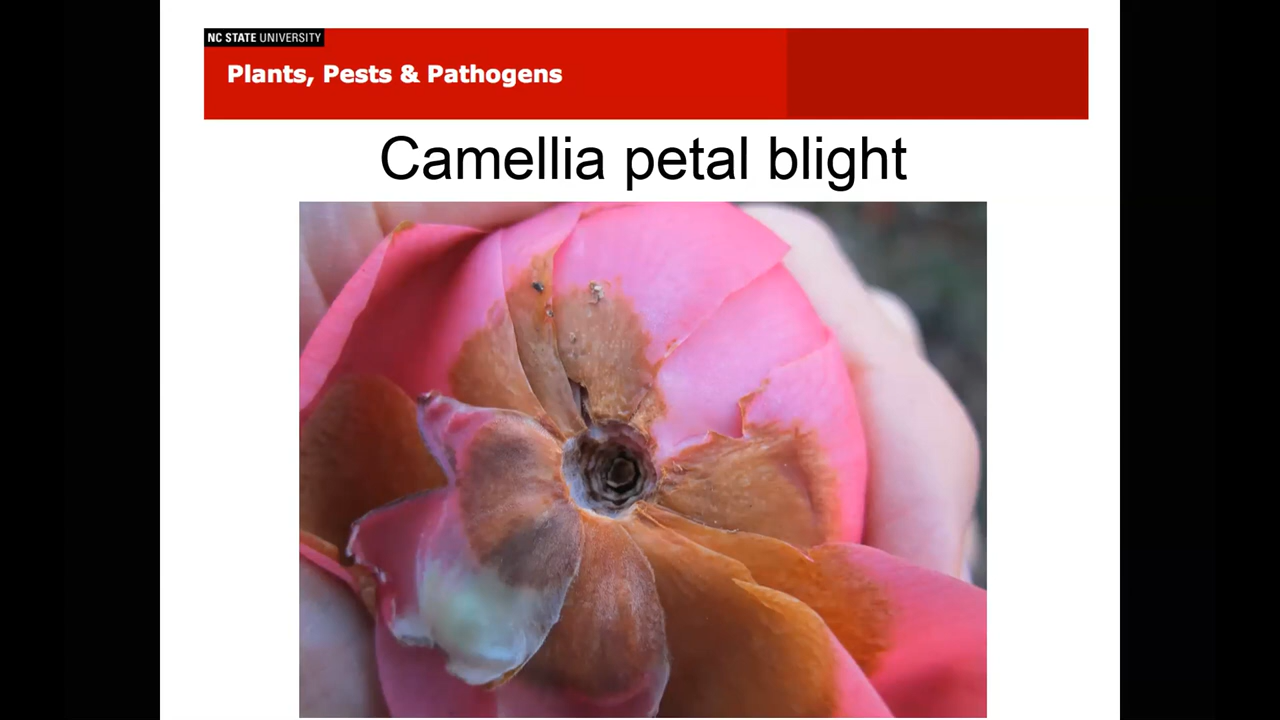 NC STATE UNIVERSITY
Plants, Pests & Pathogens
Camellia petal blight